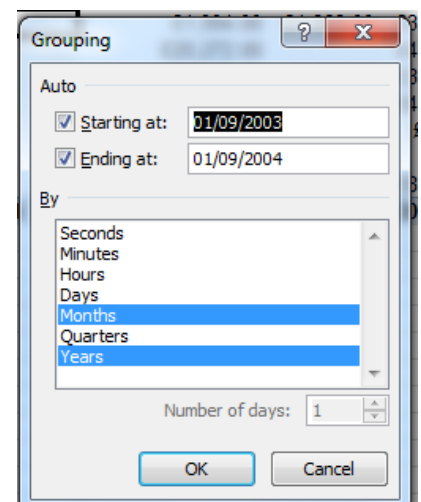 Grouping
Auto
Starting at: 01/09/2003
Ending at: 01/09/2004
By
Seconds
Minutes
Hours
Days
Months
Quarters
Years
Number of days: 1
OK Cancel